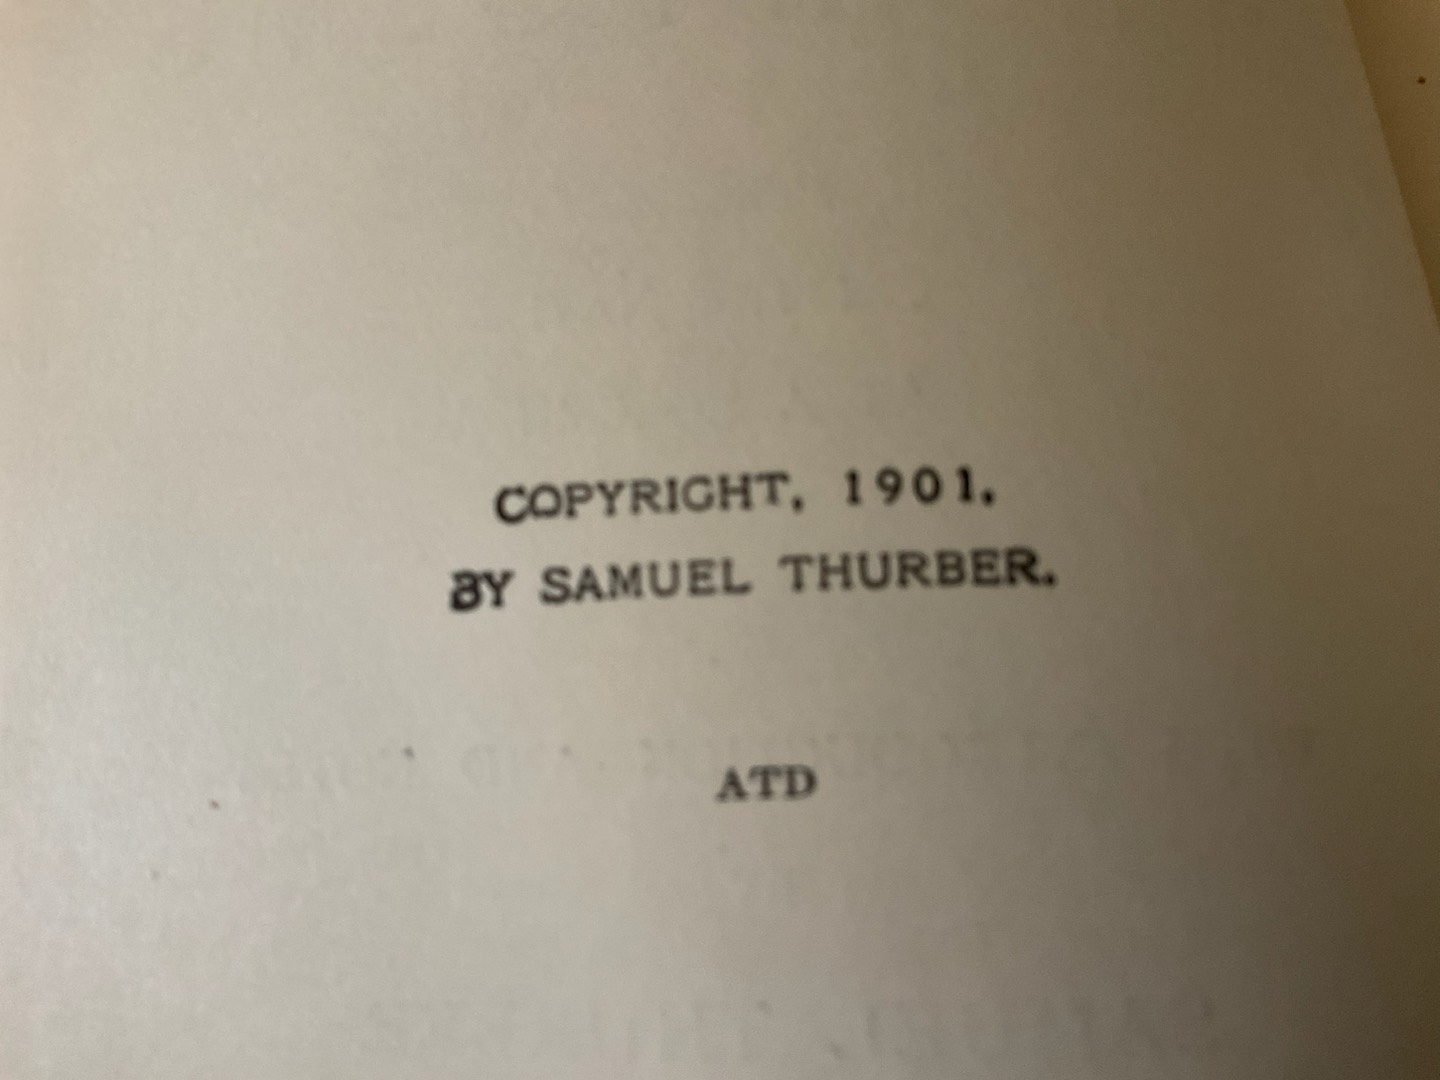 COPYRIGHT, 1901,
BY SAMUEL THURBER.
ATD